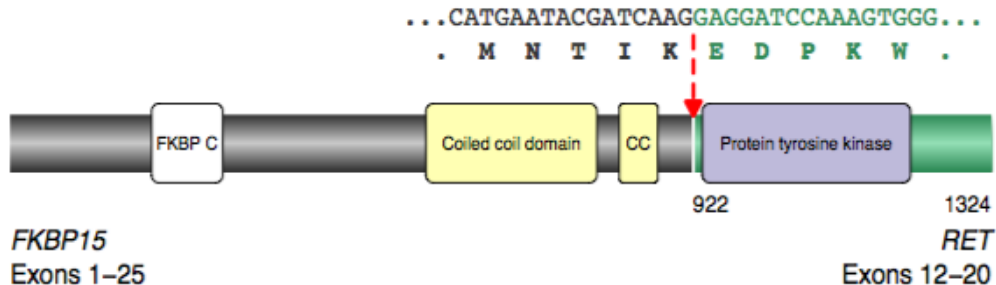 ...CATGAATACGATCAAGGAGGATCCAAAGTGGG...
. M N T I K E D P K W .
FKBP C Coiled coil domain CC Protein tyrosine kinase
922 1324
FKBP15 RET
Exons 1–25 Exons 12–20